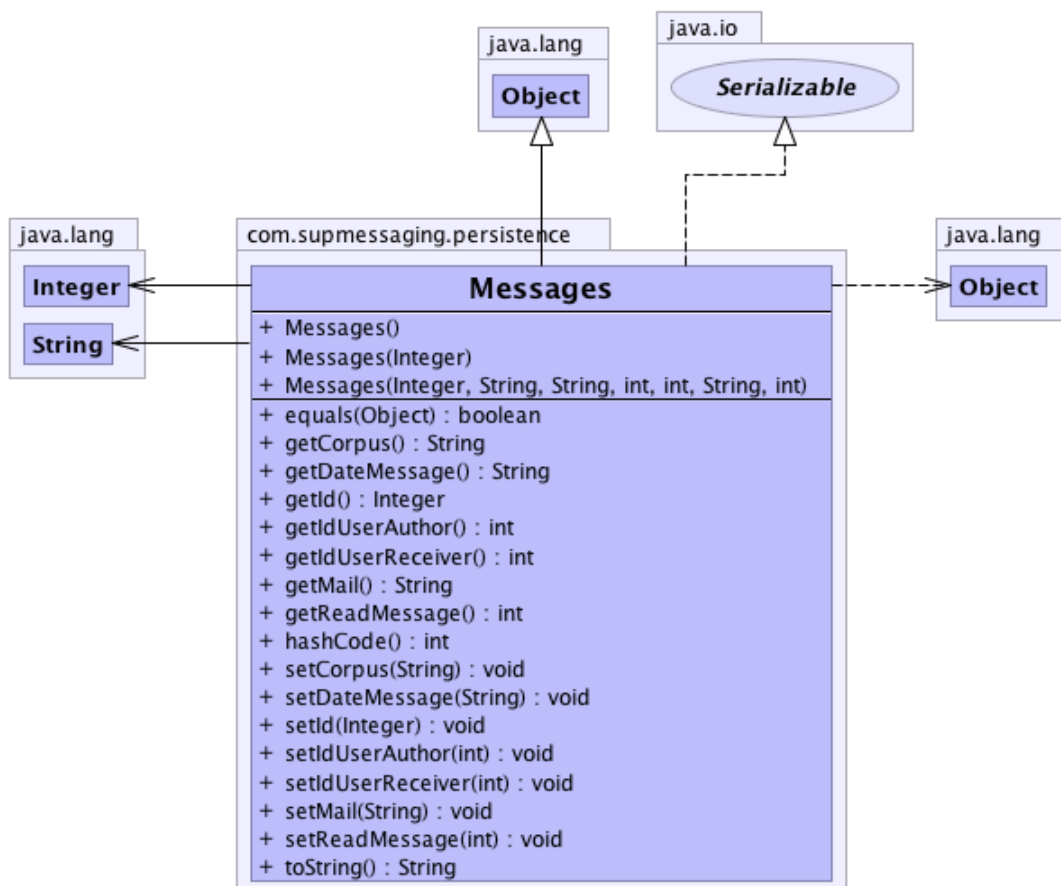 java.lang
Object
java.io
Serializable
java.lang
Integer
String
com.supmessaging.persistence
java.lang
Object
Messages
+ Messages()
+ Messages(Integer)
+ Messages(Integer, String, String, int, int, String, int)
+ equals(Object) : boolean
+ getCorpus() : String
+ getDateMessage() : String
+ getId() : Integer
+ getIdUserAuthor() : int
+ getIdUserReceiver() : int
+ getMail() : String
+ getReadMessage() : int
+ hashCode() : int
+ setCorpus(String) : void
+ setDateMessage(String) : void
+ setId(Integer) : void
+ setIdUserAuthor(int) : void
+ setIdUserReceiver(int) : void
+ setMail(String) : void
+ setReadMessage(int) : void
+ toString() : String